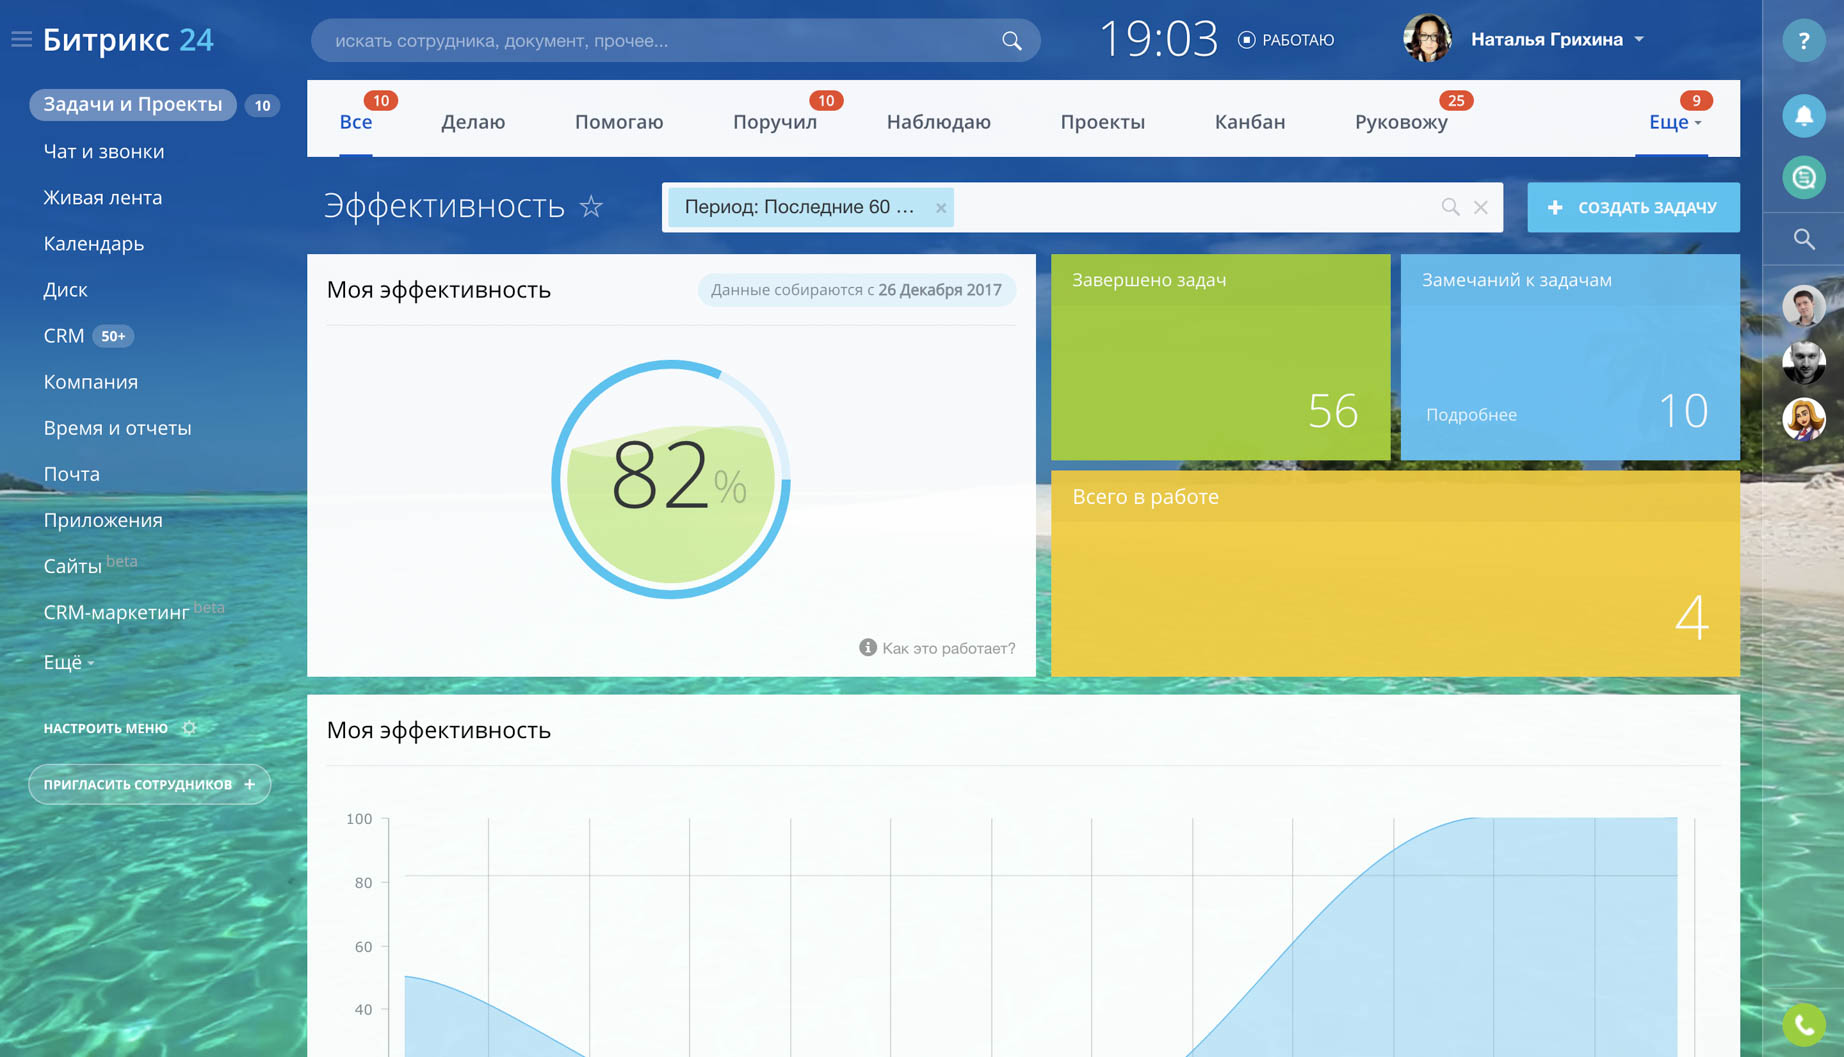 Битрикс 24
искать сотрудника, документ, прочее...
19:03
РАБОТАЮ
Наталья Грихина
?
Задачи и Проекты 10
Чат и звонки
Живая лента
Календарь
Диск
CRM 50+
Компания
Время и отчеты
Почта
Приложения
Сайты beta
CRM-маркетинг beta
Ещё
НАСТРОИТЬ МЕНЮ
ПРИГЛАСИТЬ СОТРУДНИКОВ +
Все 10
Делаю
Помогаю
Поручил 10
Наблюдаю
Проекты
Канбан
Руковожу 25
Еще 9
Эффективность
Период: Последние 60 ... ×
+ СОЗДАТЬ ЗАДАЧУ
Моя эффективность
Данные собираются с 26 Декабря 2017
82%
Как это работает?
Завершено задач
56
Замечаний к задачам
Подробнее
10
Всего в работе
4
Моя эффективность
100
80
60
40